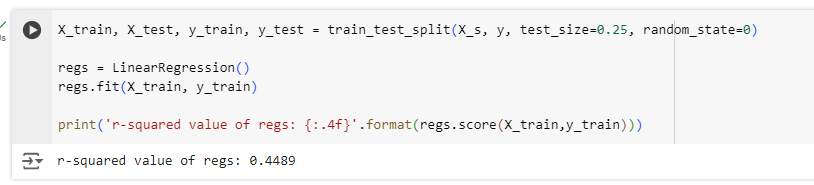 X_train, X_test, y_train, y_test = train_test_split(X_s, y, test_size=0.25, random_state=0)
regs = LinearRegression()
regs.fit(X_train, y_train)
print('r-squared value of regs: {:.4f}'.format(regs.score(X_train,y_train)))
r-squared value of regs: 0.4489